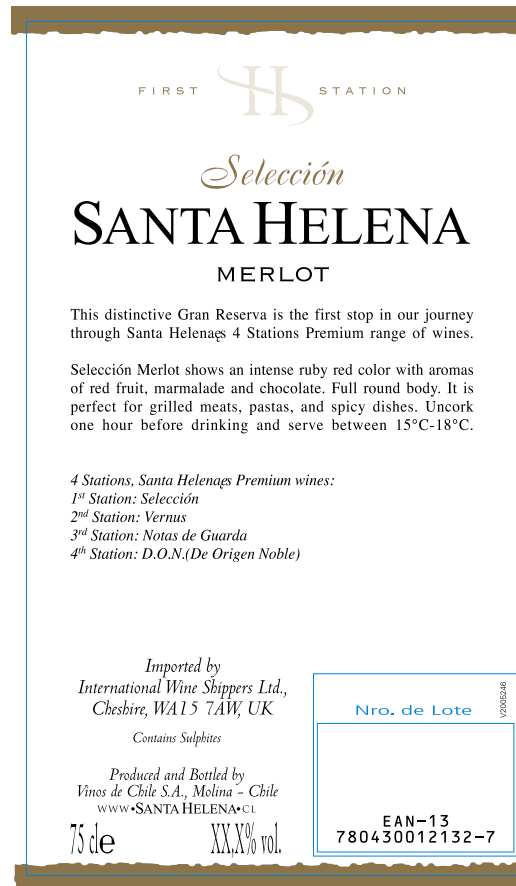 FIRST H STATION
Selección
SANTA HELENA
MERLOT
This distinctive Gran Reserva is the first stop in our journey
through Santa Helenaęs 4 Stations Premium range of wines.
Selección Merlot shows an intense ruby red color with aromas
of red fruit, marmalade and chocolate. Full round body. It is
perfect for grilled meats, pastas, and spicy dishes. Uncork
one hour before drinking and serve between 15°C-18°C.
4 Stations, Santa Helenaęs Premium wines:
1st Station: Selección
2nd Station: Vernus
3rd Station: Notas de Guarda
4th Station: D.O.N.(De Origen Noble)
Imported by
International Wine Shippers Ltd.,
Cheshire, WA15 7AW, UK
Contains Sulphites
Produced and Bottled by
Vinos de Chile S.A., Molina - Chile
WWW•SANTA HELENA•CL
75 cl e XX,X% vol.
Nro. de Lote
V2005246
EAN-13
780430012132-7